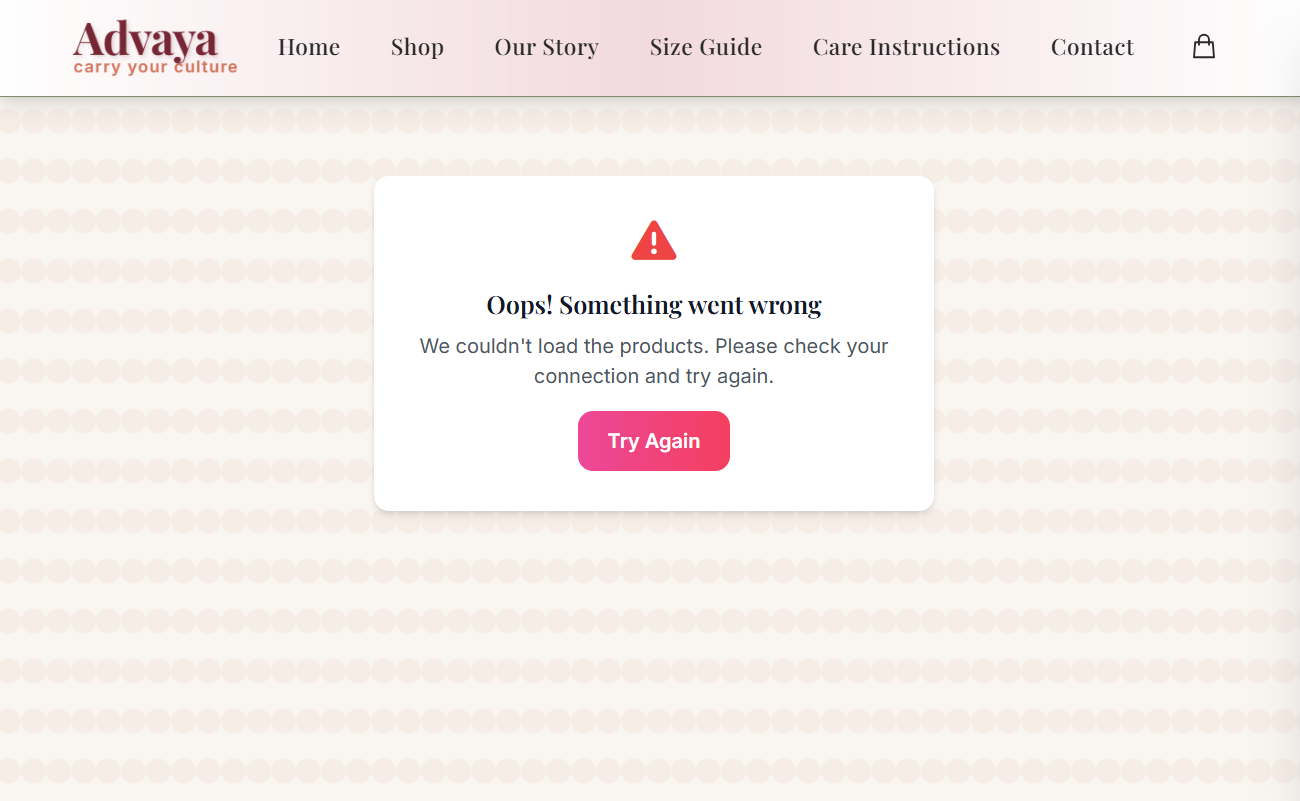 Advaya
carry your culture
Home Shop Our Story Size Guide Care Instructions Contact
Oops! Something went wrong
We couldn't load the products. Please check your
connection and try again.
Try Again